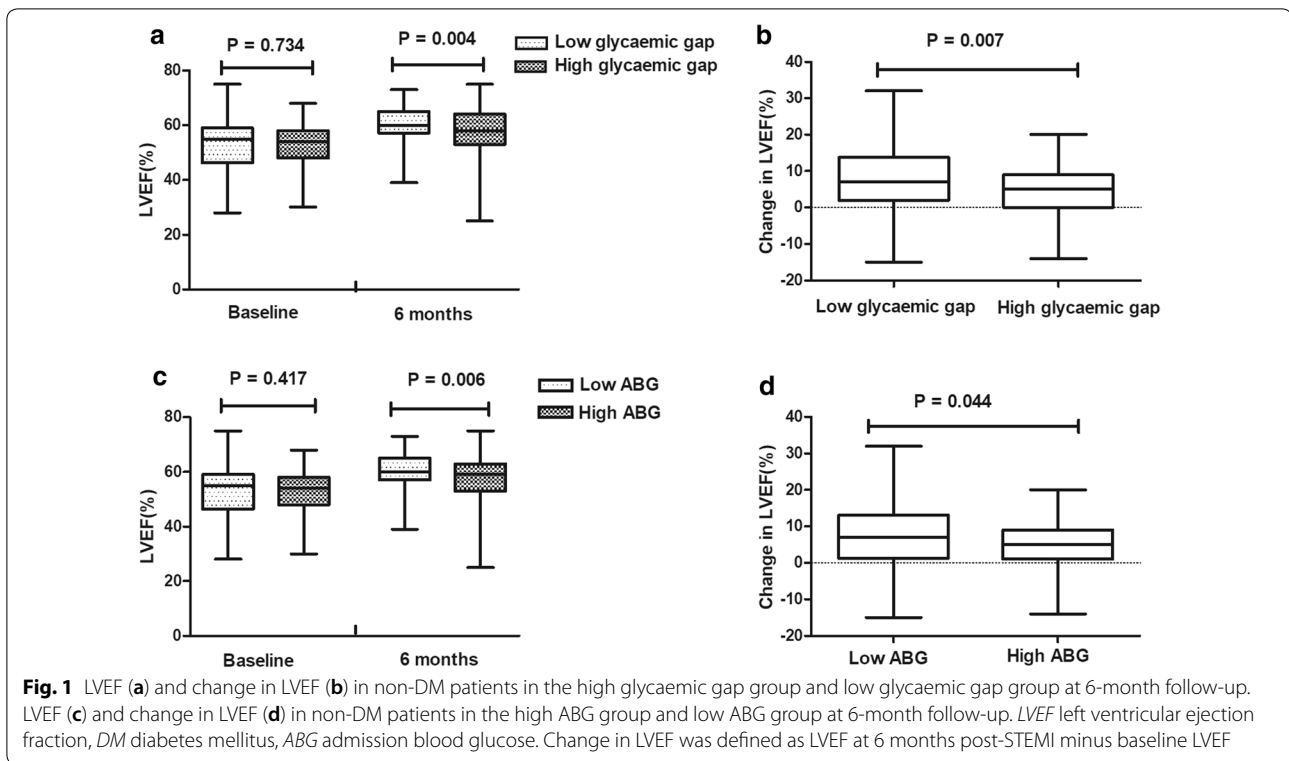 a
P = 0.734
P = 0.004
Low glycaemic gap
High glycaemic gap
LVEF(%)
80
60
40
20
0
Baseline
6 months
b
P = 0.007
Change in LVEF(%)
40
30
20
10
0
-10
-20
Low glycaemic gap
High glycaemic gap
c
P = 0.417
P = 0.006
Low ABG
High ABG
LVEF(%)
80
60
40
20
0
Baseline
6 months
d
P = 0.044
Change in LVEF(%)
40
30
20
10
0
-10
-20
Low ABG
High ABG
Fig. 1 LVEF (a) and change in LVEF (b) in non-DM patients in the high glycaemic gap group and low glycaemic gap group at 6-month follow-up.
LVEF (c) and change in LVEF (d) in non-DM patients in the high ABG group and low ABG group at 6-month follow-up. LVEF left ventricular ejection
fraction, DM diabetes mellitus, ABG admission blood glucose. Change in LVEF was defined as LVEF at 6 months post-STEMI minus baseline LVEF